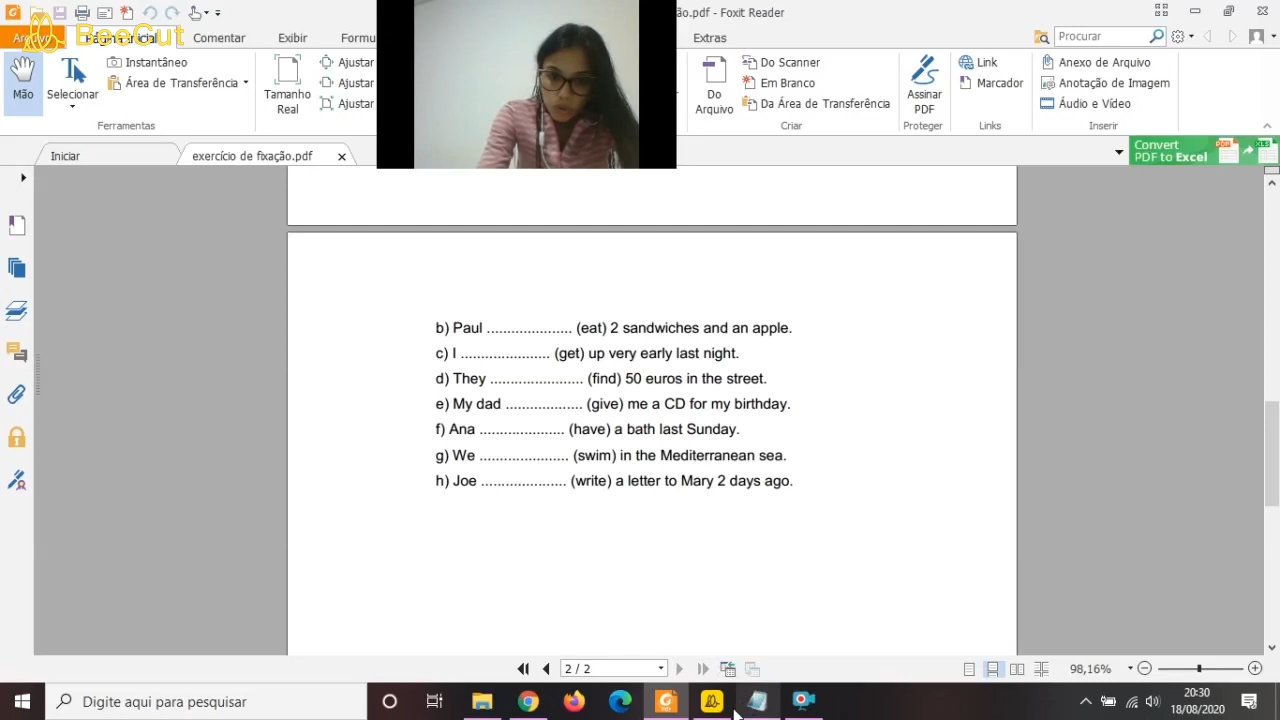 ão.pdf - Foxit Reader
BeeCut
Comentar
Exibir
Formu
Extras
Procurar
Mão
Selecionar
Instantâneo
Área de Transferência
Ferramentas
Tamanho
Real
Ajustar
Ajustar
Ajustar
Do
Arquivo
Do Scanner
Em Branco
Da Área de Transferência
Criar
Assinar
PDF
Proteger
Link
Marcador
Links
Anexo de Arquivo
Anotação de Imagem
Áudio e Vídeo
Inserir
Iniciar
exercício de fixação.pdf
Convert
PDF to Excel
b) Paul ..................... (eat) 2 sandwiches and an apple.
c) I ...................... (get) up very early last night.
d) They ....................... (find) 50 euros in the street.
e) My dad ................... (give) me a CD for my birthday.
f) Ana ..................... (have) a bath last Sunday.
g) We ...................... (swim) in the Mediterranean sea.
h) Joe ..................... (write) a letter to Mary 2 days ago.
2 / 2
98,16%
Digite aqui para pesquisar
20:30
18/08/2020